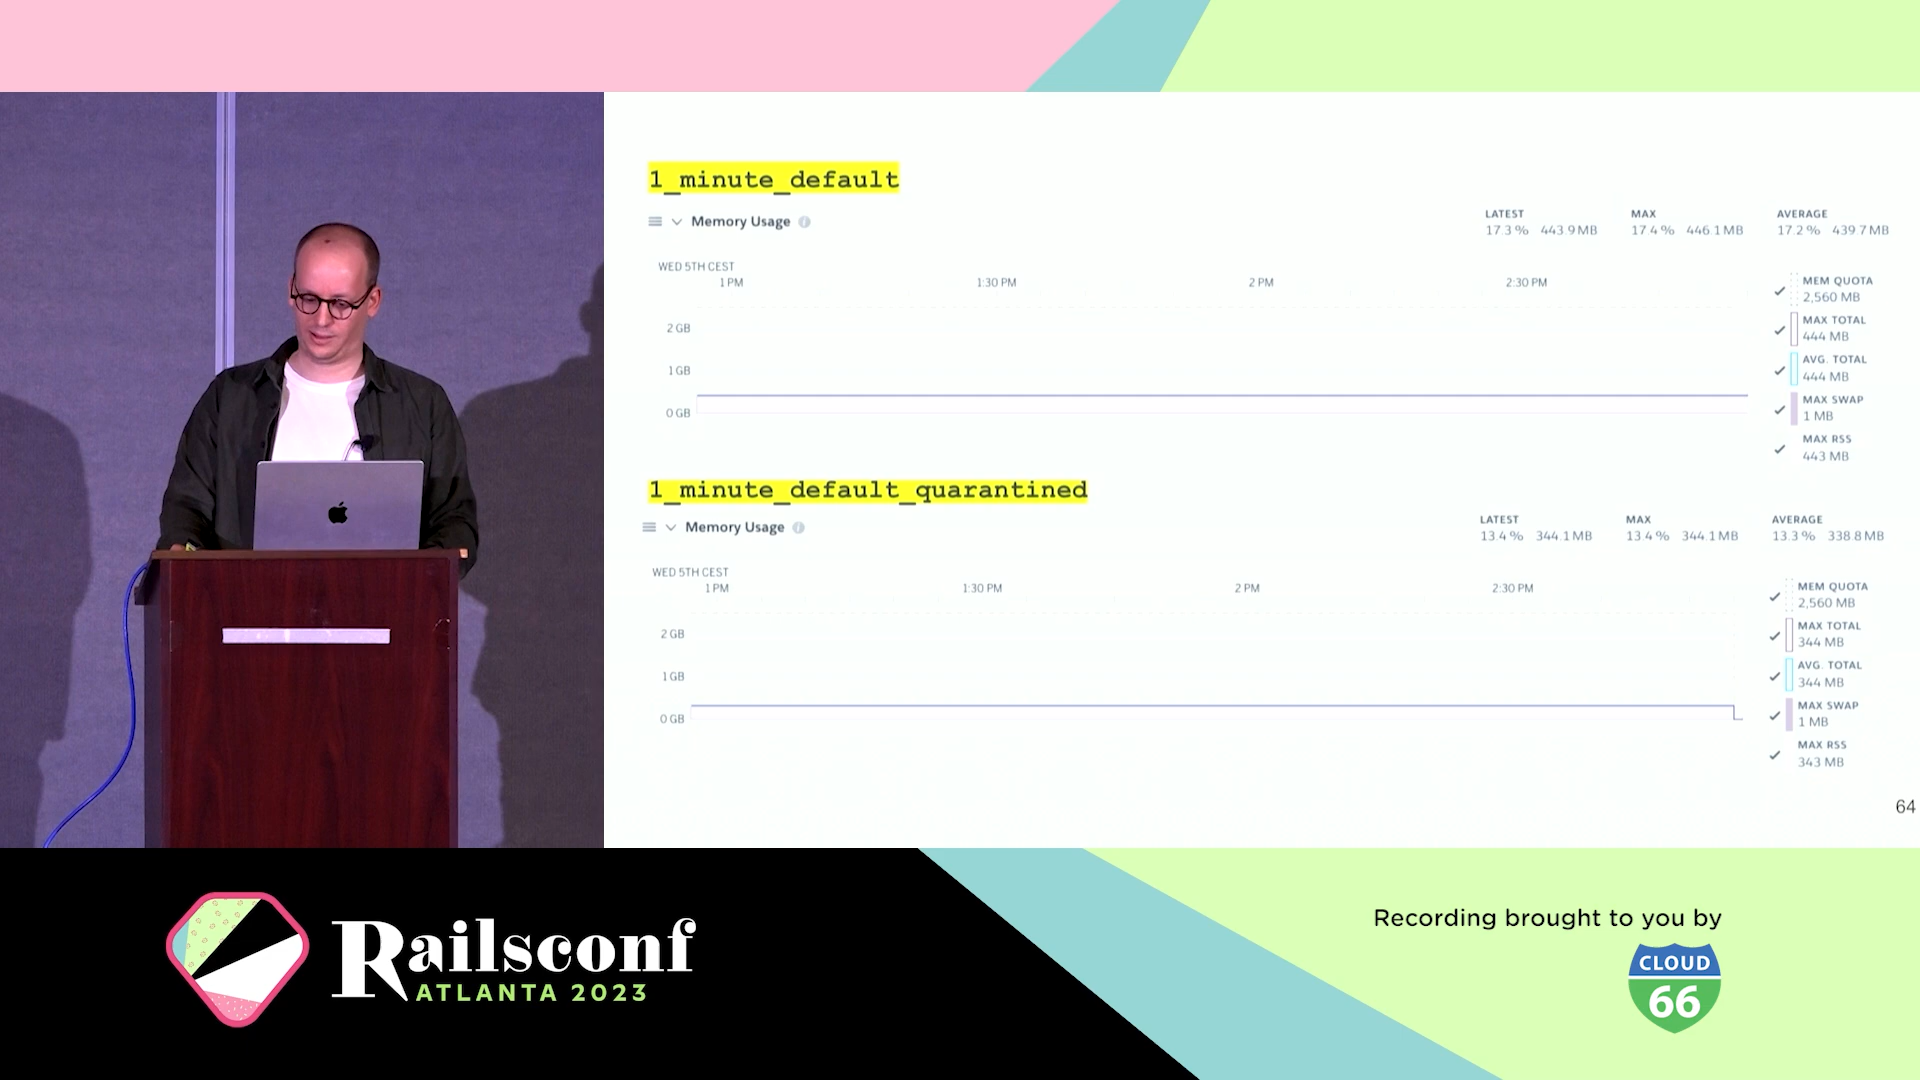 1_minute_default
Memory Usage
LATEST
17.3 % 443.9 MB
MAX
17.4 % 446.1 MB
AVERAGE
17.2 % 439.7 MB
WED 5TH CEST
1 PM 1:30 PM 2 PM 2:30 PM
2 GB
1 GB
0 GB
MEM QUOTA
2,560 MB
MAX TOTAL
444 MB
AVG. TOTAL
444 MB
MAX SWAP
1 MB
MAX RSS
443 MB
1_minute_default_quarantined
Memory Usage
LATEST
13.4 % 344.1 MB
MAX
13.4 % 344.1 MB
AVERAGE
13.3 % 338.8 MB
WED 5TH CEST
1 PM 1:30 PM 2 PM 2:30 PM
2 GB
1 GB
0 GB
MEM QUOTA
2,560 MB
MAX TOTAL
344 MB
AVG. TOTAL
344 MB
MAX SWAP
1 MB
MAX RSS
343 MB
64
Railsconf
ATLANTA 2023
Recording brought to you by
CLOUD
66